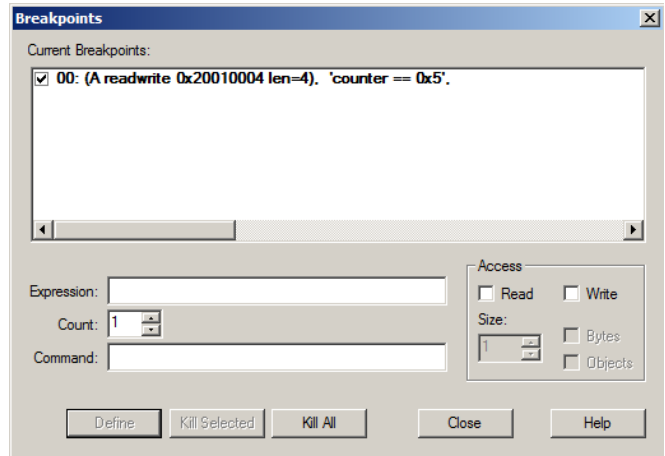 Breakpoints
Current Breakpoints:
00: (A readwrite 0x20010004 len=4),  'counter == 0x5',
Expression:
Count: 1
Command:
Access
Read Write
Size:
1
Bytes
Objects
Define Kill Selected Kill All Close Help